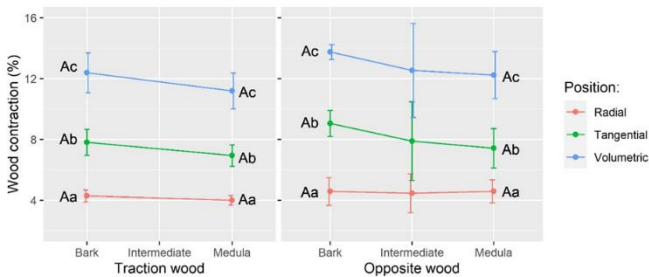 Wood contraction (%)
16
12
8
4
Ac
Ac
Ab
Ab
Aa
Aa
Bark
Intermediate
Medula
Traction wood
Ac
Ac
Ab
Ab
Aa
Aa
Bark
Intermediate
Medula
Opposite wood
Position:
Radial
Tangential
Volumetric